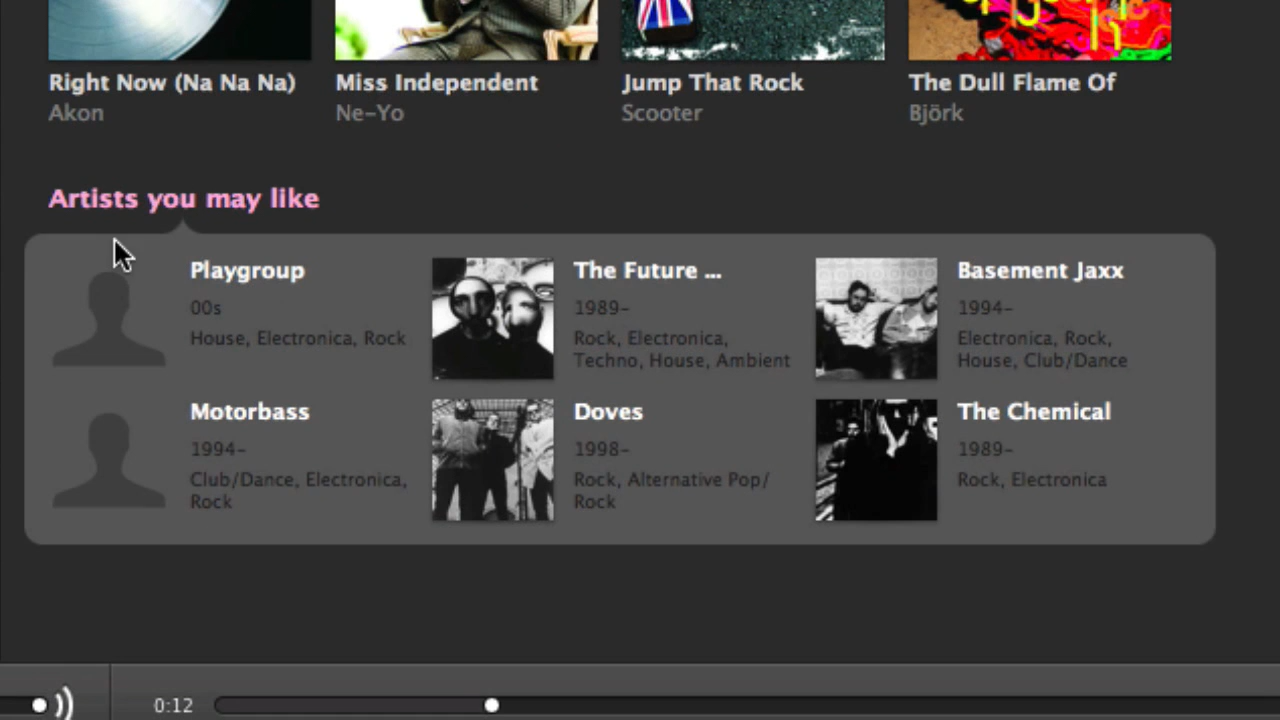 Right Now (Na Na Na)
Akon
Miss Independent
Ne-Yo
Jump That Rock
Scooter
The Dull Flame Of
Björk
Artists you may like
Playgroup
00s
House, Electronica, Rock
The Future ...
1989-
Rock, Electronica,
Techno, House, Ambient
Basement Jaxx
1994-
Electronica, Rock,
House, Club/Dance
Motorbass
1994-
Club/Dance, Electronica,
Rock
Doves
1998-
Rock, Alternative Pop/
Rock
The Chemical
1989-
Rock, Electronica
0:12